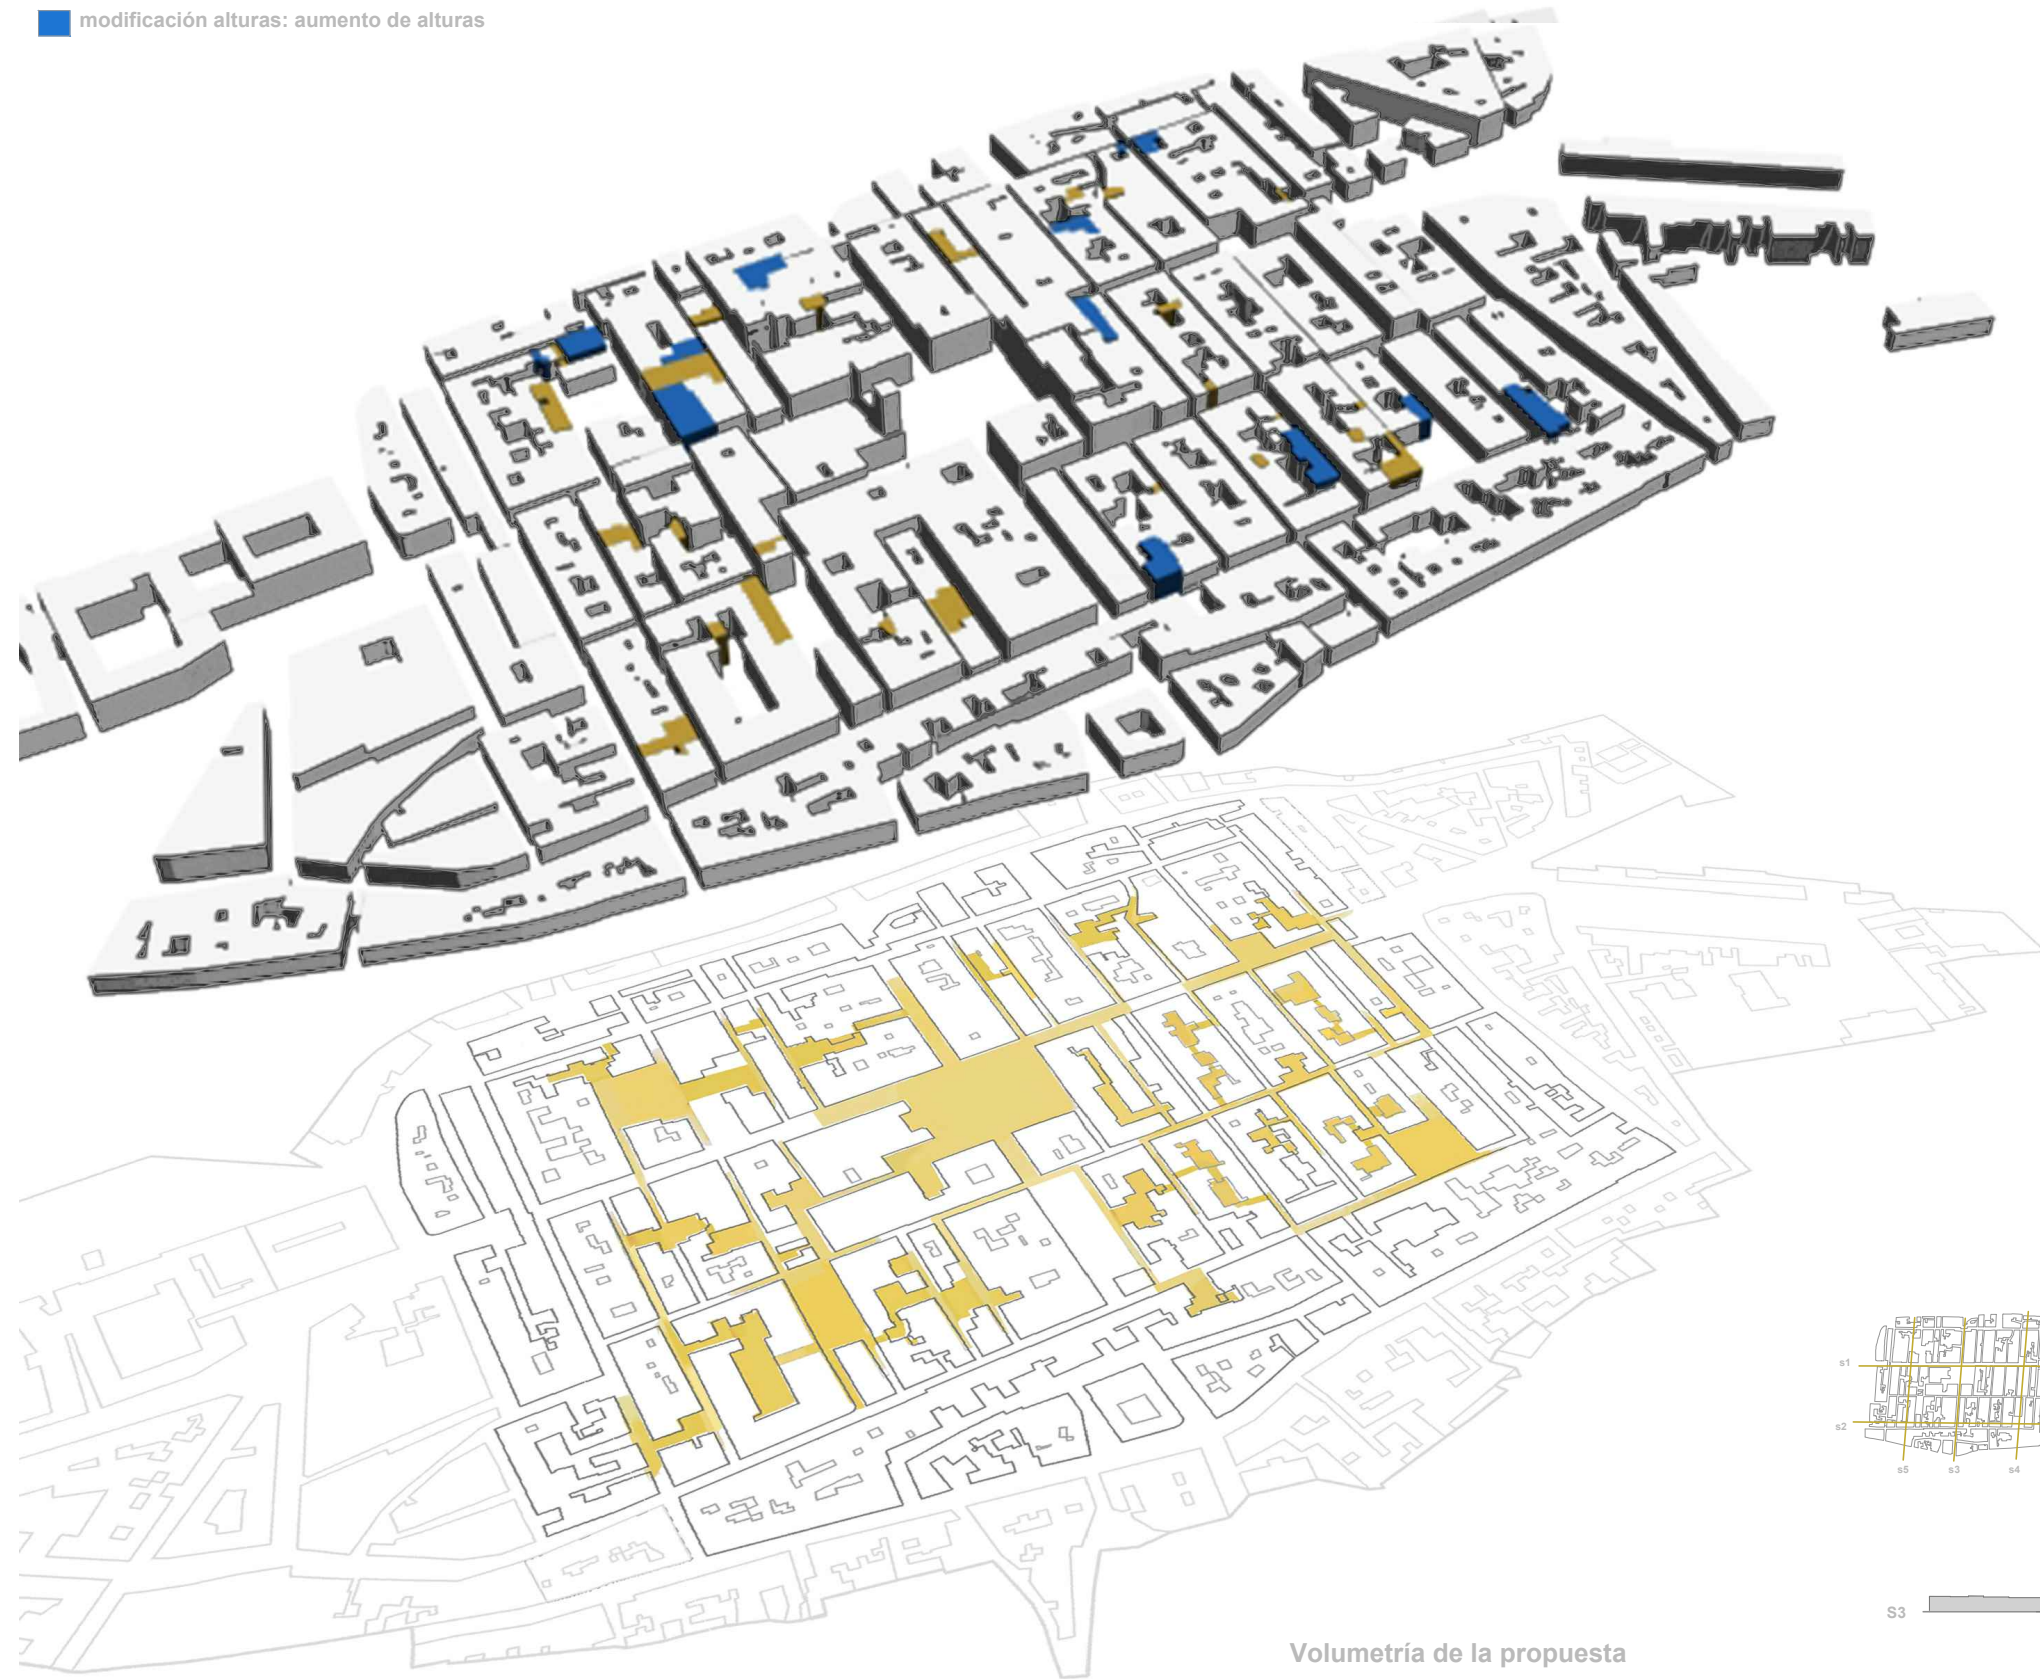 modificación alturas: aumento de alturas
s1
s2
s5
s3
s4
S3
Volumetría de la propuesta